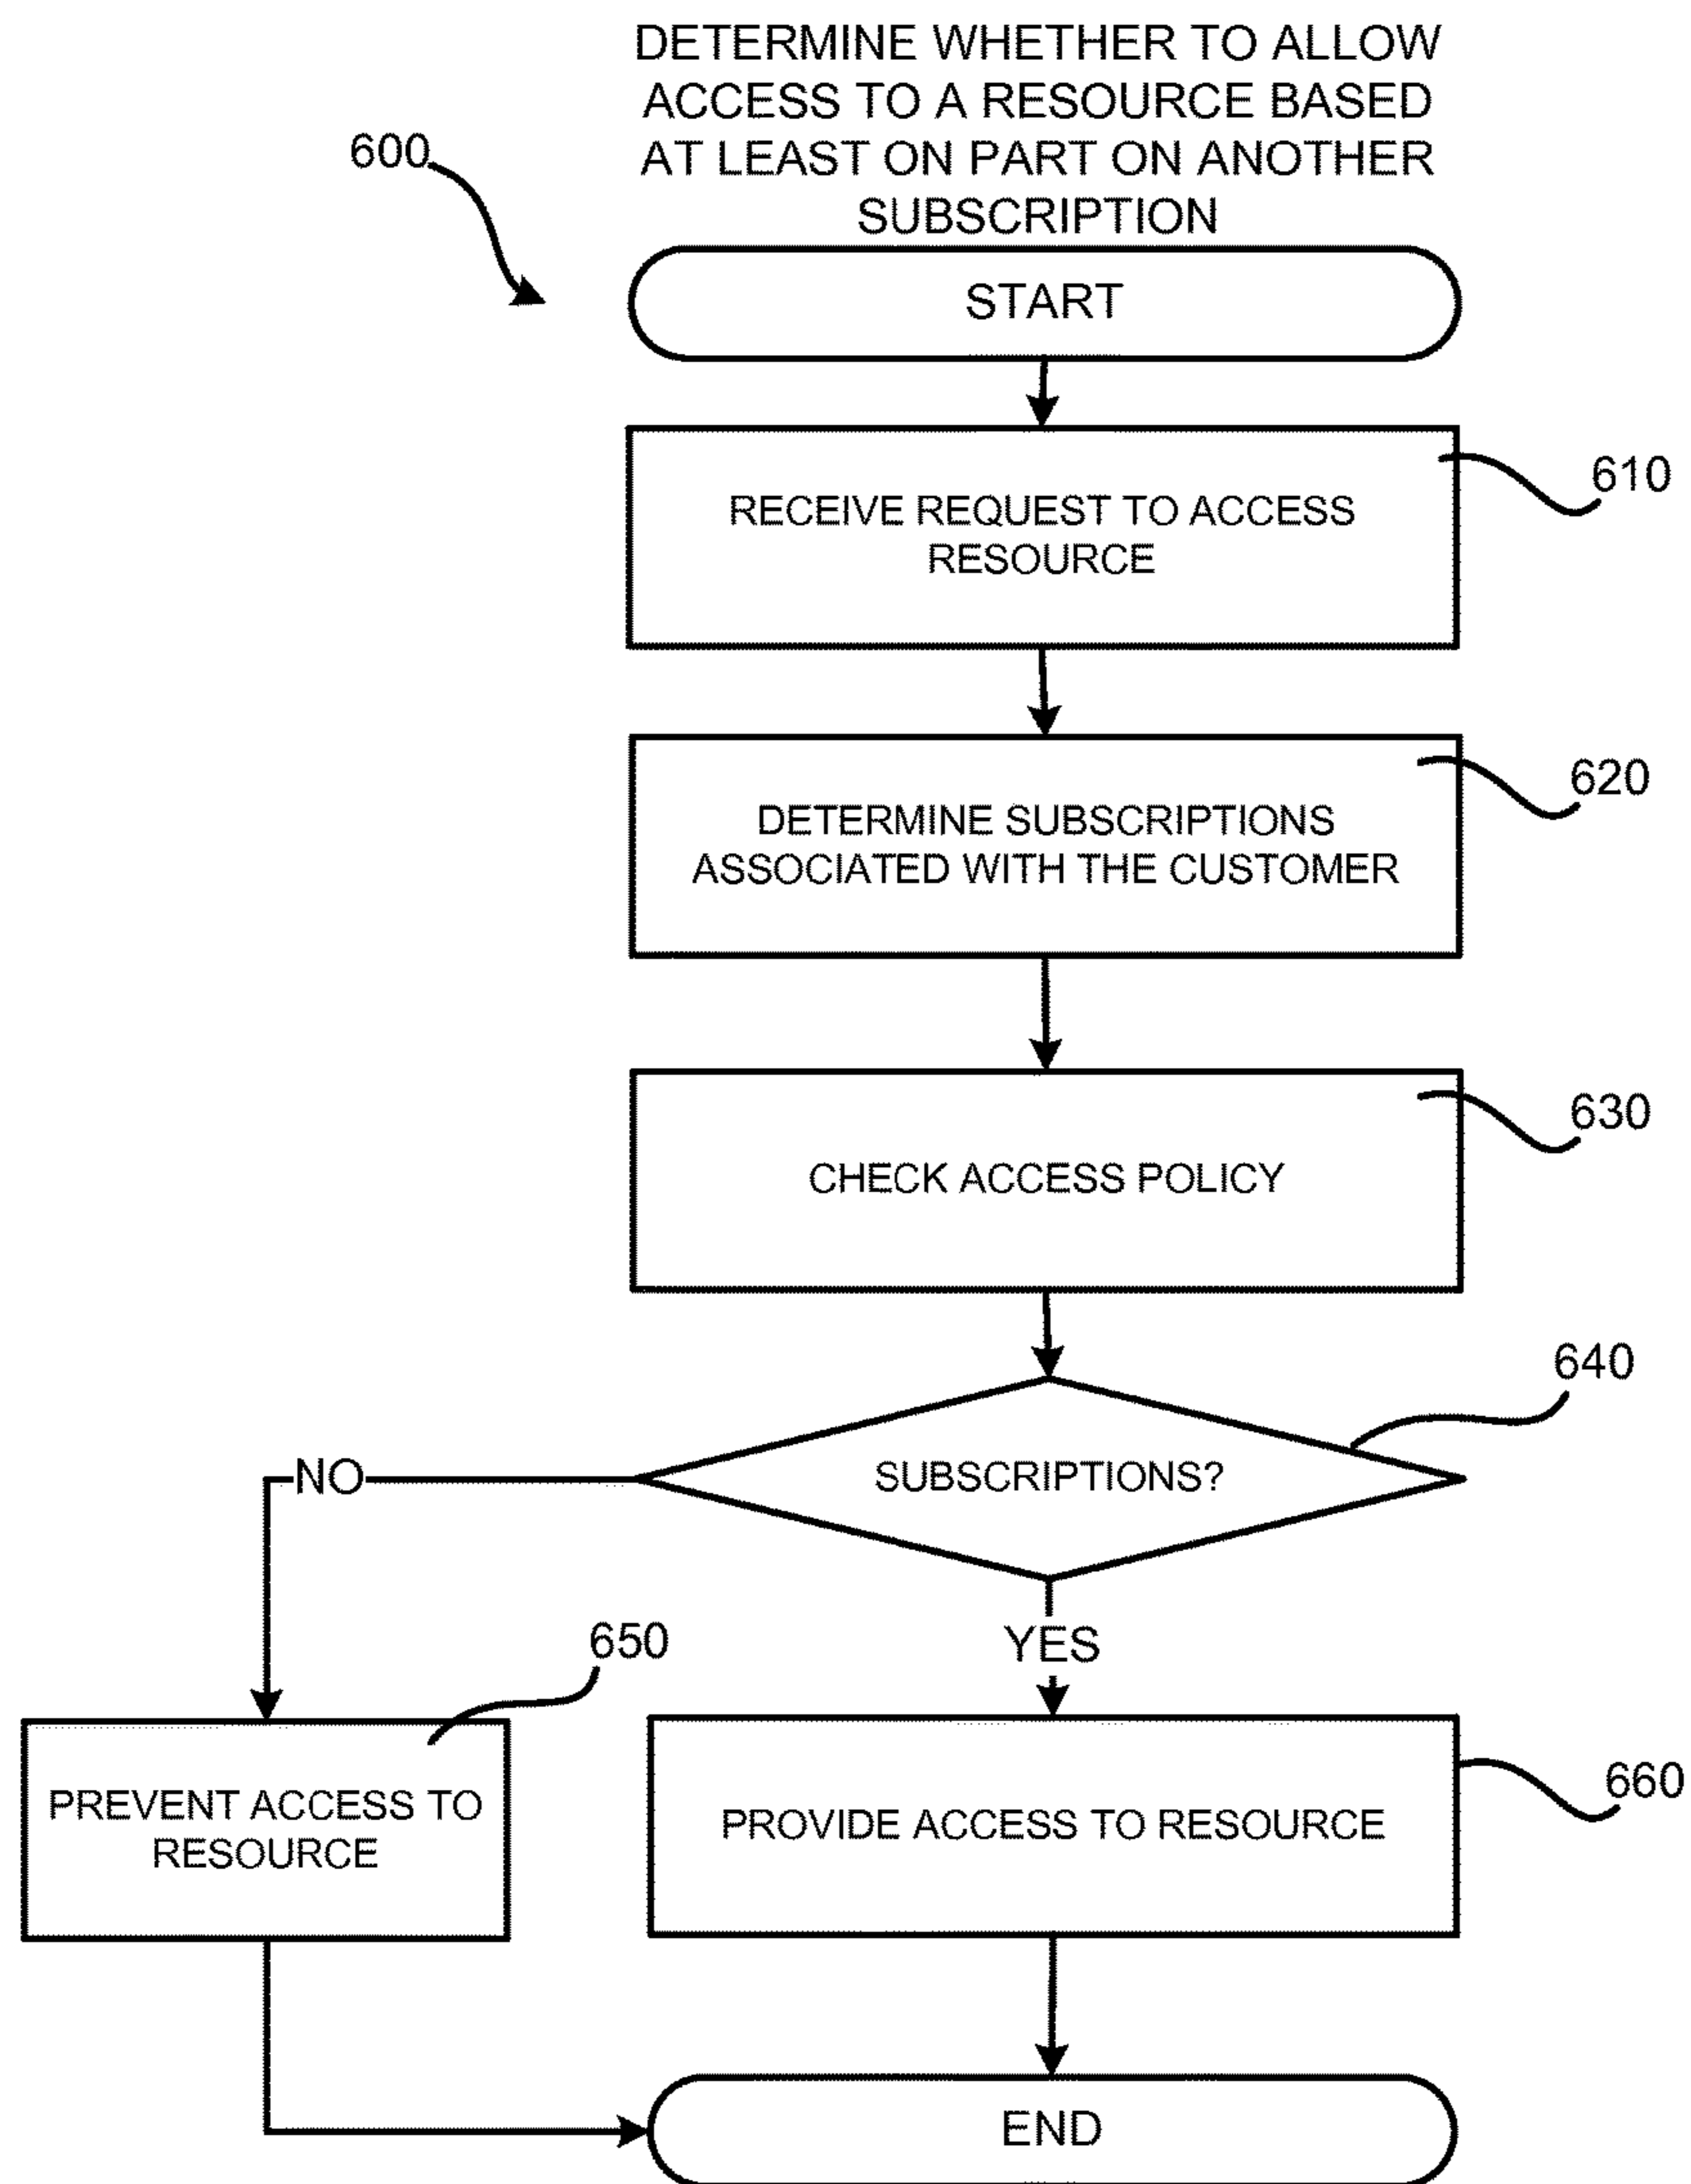 DETERMINE WHETHER TO ALLOW
ACCESS TO A RESOURCE BASED
AT LEAST ON PART ON ANOTHER
SUBSCRIPTION
600
START
610
RECEIVE REQUEST TO ACCESS
RESOURCE
620
DETERMINE SUBSCRIPTIONS
ASSOCIATED WITH THE CUSTOMER
630
CHECK ACCESS POLICY
640
SUBSCRIPTIONS?
NO
YES
650
PREVENT ACCESS TO
RESOURCE
660
PROVIDE ACCESS TO RESOURCE
END